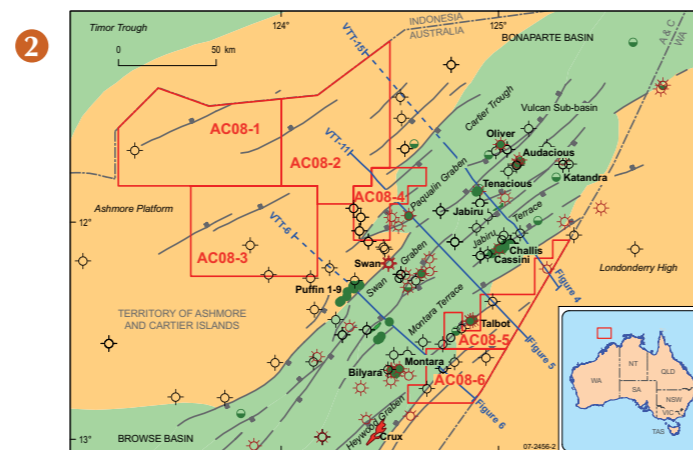 2
Timor Trough
124°
125°
INDONESIA
AUSTRALIA
BONAPARTE BASIN
A & C
WA
0 50 km
VTT-15
Cartier Trough
Vulcan Sub-basin
AC08-1
Oliver
VTT-11
Audacious
AC08-2
Paqualin Graben
Katandra
Tenacious
AC08-4
12°
Ashmore Platform
Jabiru
Jabiru Terrace
VTT-6
AC08-3
Challis
Cassini
Swan
Swan Graben
Londonderry High
Figure 4
Puffin 1-9
Montara Terrace
TERRITORY OF ASHMORE
AND CARTIER ISLANDS
Talbot
AC08-5
Figure 5
Montara
Bilyara
AC08-6
Heywood Graben
Figure 6
Crux
13°
BROWSE BASIN
07-2456-2
NT
WA
QLD
SA
NSW
VIC
TAS